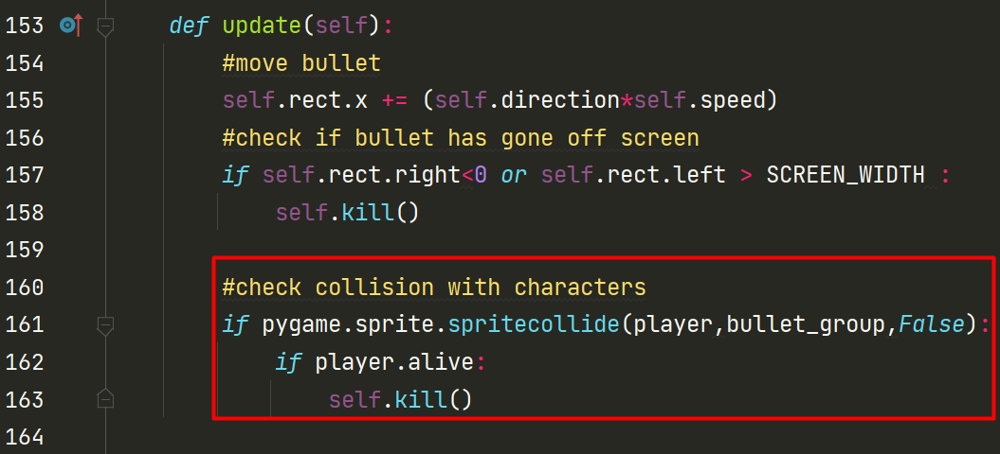 153 def update(self):
154 #move bullet
155 self.rect.x += (self.direction*self.speed)
156 #check if bullet has gone off screen
157 if self.rect.right<0 or self.rect.left > SCREEN_WIDTH :
158 self.kill()
159
160 #check collision with characters
161 if pygame.sprite.spritecollide(player,bullet_group,False):
162 if player.alive:
163 self.kill()
164